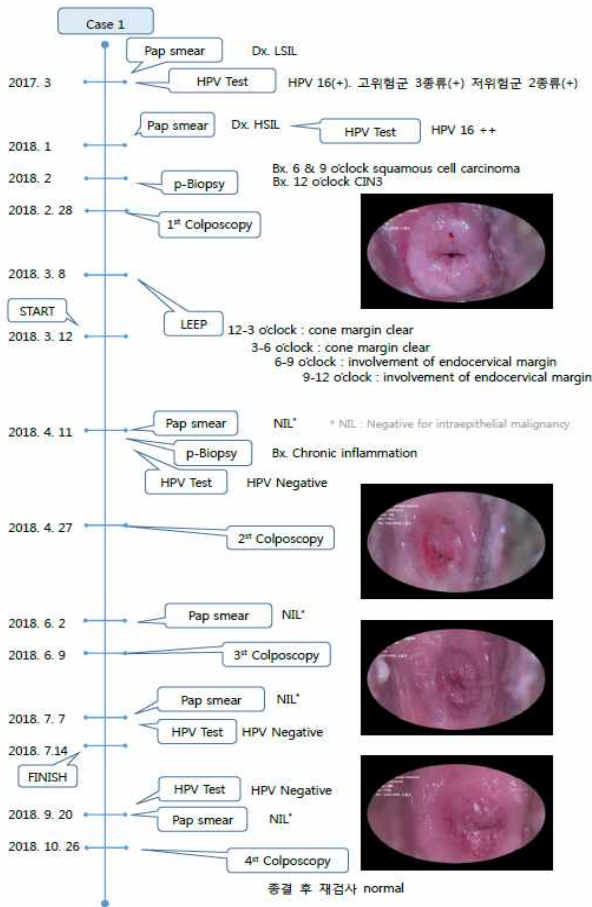 Case 1
Pap smear Dx. LSIL
2017. 3 HPV Test HPV 16(+). 고위험군 3종류(+) 저위험군 2종류(+)
Pap smear Dx. HSIL HPV Test HPV 16 ++
2018. 1
2018. 2 p-Biopsy Bx. 6 & 9 o'clock squamous cell carcinoma
Bx. 12 o'clock CIN3
2018. 2. 28 1st Colposcopy
2018. 3. 8
START LEEP 12-3 o'clock : cone margin clear
2018. 3. 12 3-6 o'clock : cone margin clear
6-9 o'clock : involvement of endocervical margin
9-12 o'clock : involvement of endocervical margin
2018. 4. 11 Pap smear NIL* * NIL : Negative for intraepithelial malignancy
p-Biopsy Bx. Chronic inflammation
HPV Test HPV Negative
2018. 4. 27 2st Colposcopy
2018. 6. 2 Pap smear NIL*
2018. 6. 9 3st Colposcopy
Pap smear NIL*
2018. 7. 7 HPV Test HPV Negative
2018. 7.14
FINISH
HPV Test HPV Negative
2018. 9. 20 Pap smear NIL*
2018. 10. 26 4st Colposcopy
종결 후 재검사 normal